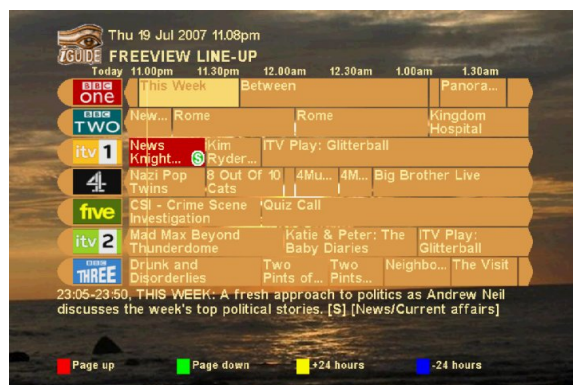 Thu 19 Jul 2007 11.08pm
iGUIDE FREEVIEW LINE-UP
Today 11.00pm 11.30pm 12.00am 12.30am 1.00am 1.30am
BBC one This Week Between Panora...
BBC TWO New... Rome Rome Kingdom
Hospital
itv 1 News Kim ITV Play: Glitterball
Knight... S Ryder...
4 Nazi Pop 8 Out Of 10 4Mu... 4M... Big Brother Live
Twins Cats
five CSI - Crime Scene Quiz Call
Investigation
itv 2 Mad Max Beyond Katie & Peter: The ITV Play:
Thunderdome Baby Diaries Glitterball
BBC THREE Drunk and Two Two Neighbo... The Visit
Disorderlies Pints of... Pints...
23:05-23:50, THIS WEEK: A fresh approach to politics as Andrew Neil
discusses the week's top political stories. [S] [News/Current affairs]
Page up Page down +24 hours -24 hours